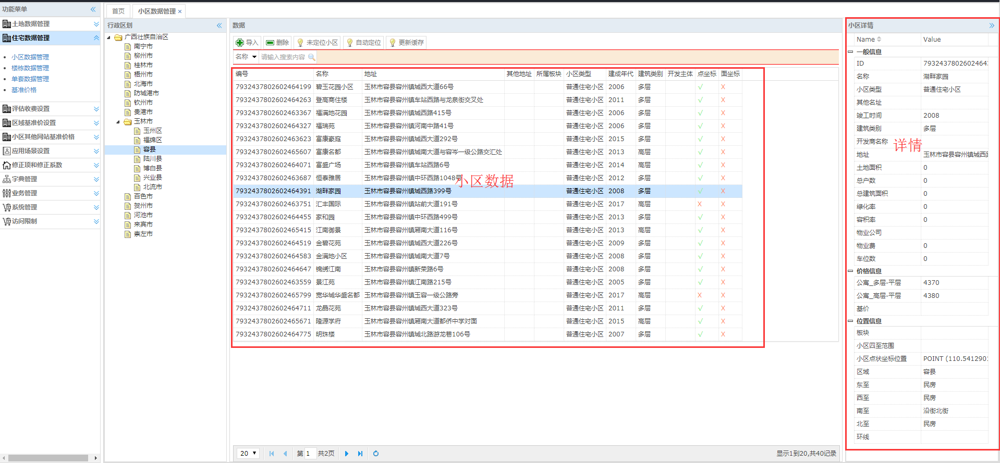 功能菜单
土地数据管理
住宅数据管理
小区数据管理
楼栋数据管理
单套数据管理
基准价格
评估收费设置
区域基准价设置
小区其他网站基准价格
应用场景设置
修正项和修正系数
字典管理
业务管理
系统管理
访问限制
首页 小区数据管理 ×
行政区划
广西壮族自治区
南宁市
柳州市
桂林市
梧州市
北海市
防城港市
钦州市
贵港市
玉林市
玉州区
福绵区
容县
陆川县
博白县
兴业县
北流市
百色市
贺州市
河池市
来宾市
崇左市
数据
导入 删除 未定位小区 自动定位 更新缓存
名称 请输入搜索内容
编号 名称 地址 其他地址 所属板块 小区类型 建成年代 建筑类别 开发主体 点坐标 面坐标
7932437802602464199 碧玉花园小区 玉林市容县容州镇城西大道66号 普通住宅小区 2006 多层 √ X
7932437802602464263 登高商住楼 玉林市容县容州镇车站西路与龙泉街交叉处 普通住宅小区 2011 多层 √ X
7932437802602463367 福满地花园 玉林市容县容州镇城西路415号 普通住宅小区 2006 多层 √ X
7932437802602464327 福瑞苑 玉林市容县容州镇河南中路41号 普通住宅小区 2006 多层 √ X
7932437802602463623 富康豪庭 玉林市容县容州镇城西大道292号 普通住宅小区 2015 多层 √ X
7932437802602465607 富康名都 玉林市容县容州镇城南大道与容岑一级公路交汇处 普通住宅小区 2013 高层 √ X
7932437802602464071 富盛广场 玉林市容县容州镇车站西路6号 普通住宅小区 2014 高层 √ X
7932437802602463687 恒泰雅居 玉林市容县容州镇中环西路1048号 普通住宅小区 2012 多层 √ X
小区数据
7932437802602464391 湖畔家园 玉林市容县容州镇城西路399号 普通住宅小区 2008 多层 √ X
7932437802602463751 汇丰国际 玉林市容县容州镇站前大道191号 普通住宅小区 2017 高层 X X
7932437802602464455 家和园 玉林市容县容州镇中环西路499号 普通住宅小区 2013 多层 √ X
7932437802602465415 江南御景 玉林市容县容州镇厢南大道116号 普通住宅小区 2013 高层 √ X
7932437802602464519 金碧花苑 玉林市容县容州镇城西大道226号 普通住宅小区 2009 多层 √ X
7932437802602464583 金满地小区 玉林市容县容州镇城南大道7号 普通住宅小区 2008 多层 √ X
7932437802602464647 锦绣江南 玉林市容县容州镇新荣路6号 普通住宅小区 2008 多层 √ X
7932437802602463559 景江苑 玉林市容县容州镇江南路215号 普通住宅小区 2005 多层 √ X
7932437802602465799 宽华城华盛名都 玉林市容县容州镇玉容一级公路旁 普通住宅小区 2017 高层 X X
7932437802602464711 龙晶花苑 玉林市容县容州镇城西大道323号 普通住宅小区 2011 多层 √ X
7932437802602465671 隆源学府 玉林市容县容州镇厢南大道都侨中学对面 普通住宅小区 2015 高层 √ X
7932437802602464775 明珠楼 玉林市容县容州镇城北路游龙巷106号 普通住宅小区 2007 多层 √ X
20 第 1 共2页 显示1到20,共40记录
小区详情
Name Value
一般信息
ID 7932437802602464
名称 湖畔家园
小区类型 普通住宅小区
其他名址
竣工时间 2008
建筑类别 多层
开发商名称
详情
地址 玉林市容县容州镇城西
土地面积 0
总户数 0
总建筑面积 0
绿化率 0
容积率 0
物业公司
物业费 0
车位数 0
价格信息
公寓_多层-平层 4370
公寓_高层-平层 4380
基价
位置信息
板块
小区四至范围
小区点状坐标位置 POINT (110.541290
区域 容县
东至 民房
西至 民房
南至 沿街北街
北至 民房
环线